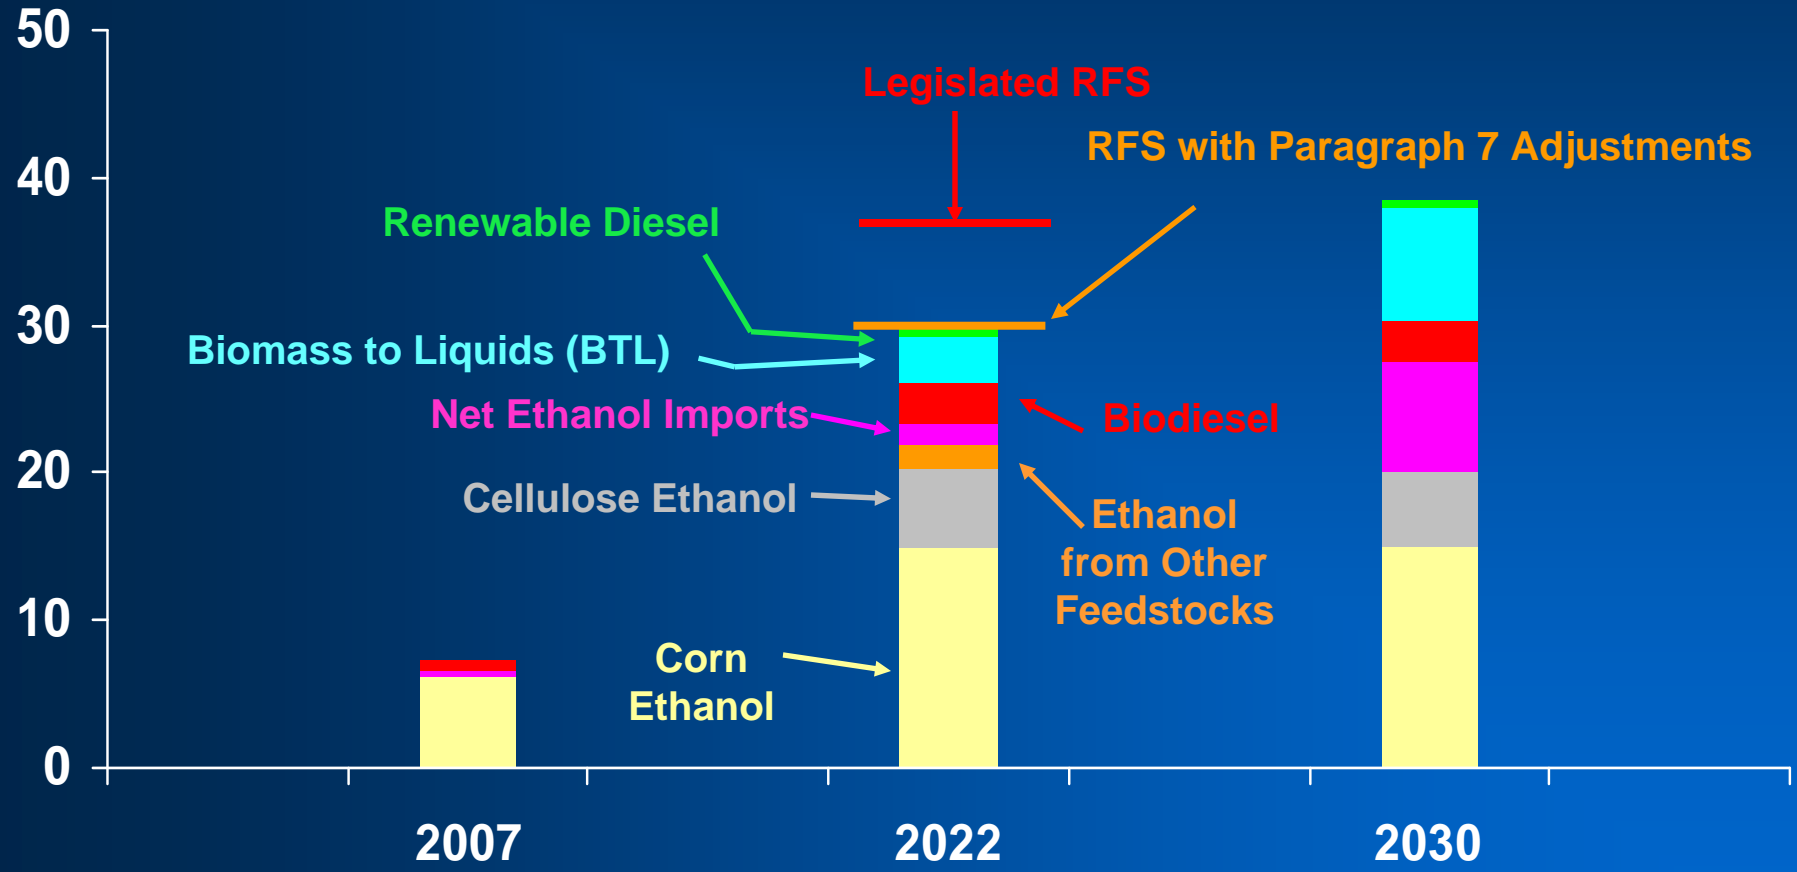 50
Legislated RFS
RFS with Paragraph 7 Adjustments
40
Renewable Diesel
30
Biomass to Liquids (BTL)
Net Ethanol Imports
Biodiesel
20
Cellulose Ethanol
Ethanol
from Other
Feedstocks
10
Corn
Ethanol
0
2007
2022
2030